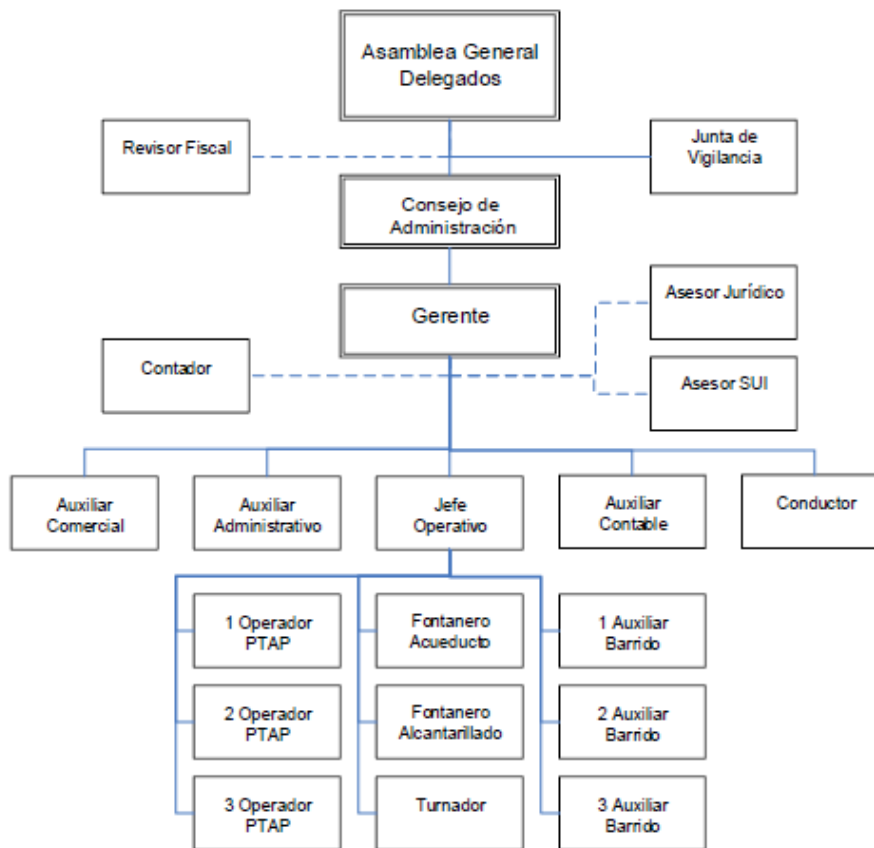 Asamblea General
Delegados
Revisor Fiscal
Junta de
Vigilancia
Consejo de
Administración
Gerente
Asesor Jurídico
Contador
Asesor SUI
Auxiliar
Comercial
Auxiliar
Administrativo
Jefe
Operativo
Auxiliar
Contable
Conductor
1 Operador
PTAP
Fontanero
Acueducto
1 Auxiliar
Barrido
2 Operador
PTAP
Fontanero
Alcantarillado
2 Auxiliar
Barrido
3 Operador
PTAP
Turnador
3 Auxiliar
Barrido